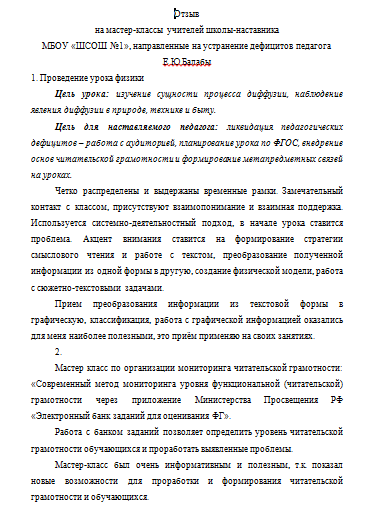 Отзыв
на мастер-классы учителей школы-наставника
МБОУ «ШСОШ №1», направленные на устранение дефицитов педагога
Е.Ю.Балабы
1. Проведение урока физики
Цель урока: изучение сущности процесса диффузии, наблюдение
явления диффузии в природе, технике и быту.
Цель для наставляемого педагога: ликвидация педагогических
дефицитов – работа с аудиторией, планирование урока по ФГОС, внедрение
основ читательской грамотности и формирование метапредметных связей
на уроках.
Четко распределены и выдержаны временные рамки. Замечательный
контакт с классом, присутствуют взаимопонимание и взаимная поддержка.
Используется системно-деятельностный подход, в начале урока ставится
проблема. Акцент внимания ставится на формирование стратегии
смыслового чтения и работе с текстом, преобразование полученной
информации из одной формы в другую, создание физической модели, работа
с сюжетно-текстовыми задачами.
Прием преобразования информации из текстовой формы в
графическую, классификация, работа с графической информацией оказались
для меня наиболее полезными, это приём применяю на своих занятиях.
2.
Мастер класс по организации мониторинга читательской грамотности:
«Современный метод мониторинга уровня функциональной (читательской)
грамотности через приложение Министерства Просвещения РФ
«Электронный банк заданий для оценивания ФГ».
Работа с банком заданий позволяет определить уровень читательской
грамотности обучающихся и проработать выявленные проблемы.
Мастер-класс был очень информативным и полезным, т.к. показал
новые возможности для проработки и формирования читательской
грамотности и обучающихся.